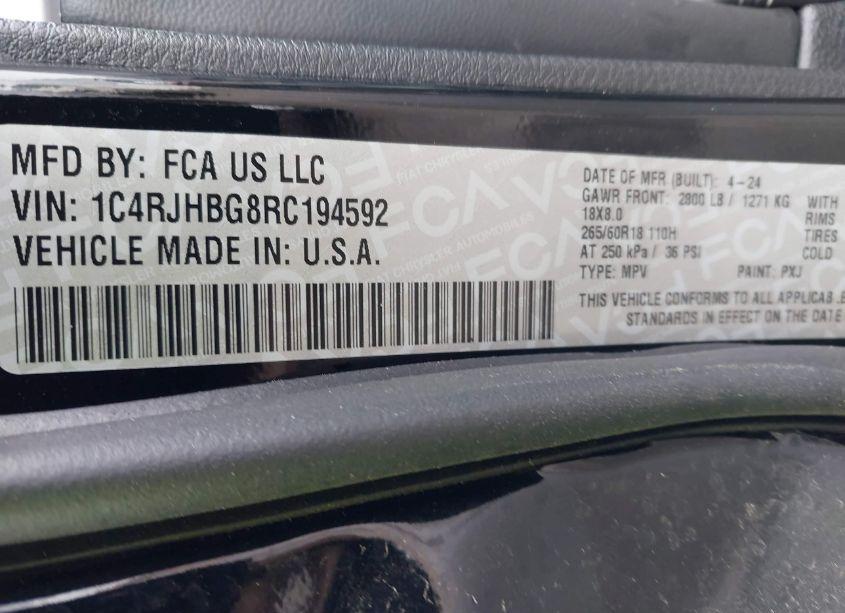 MFD BY: FCA US LLC
VIN: 1C4RJHBG8RC194592
VEHICLE MADE IN: U.S.A.
DATE OF MFR (BUILT): 4-24
GAWR FRONT: 2800 LB / 1271 KG WITH
18X8.0 RIMS
265/60R18 110H TIRES
AT 250 kPa / 36 PSI COLD
TYPE: MPV PAINT: PXJ
THIS VEHICLE CONFORMS TO ALL
STANDARDS IN EFFECT ON THE DATE